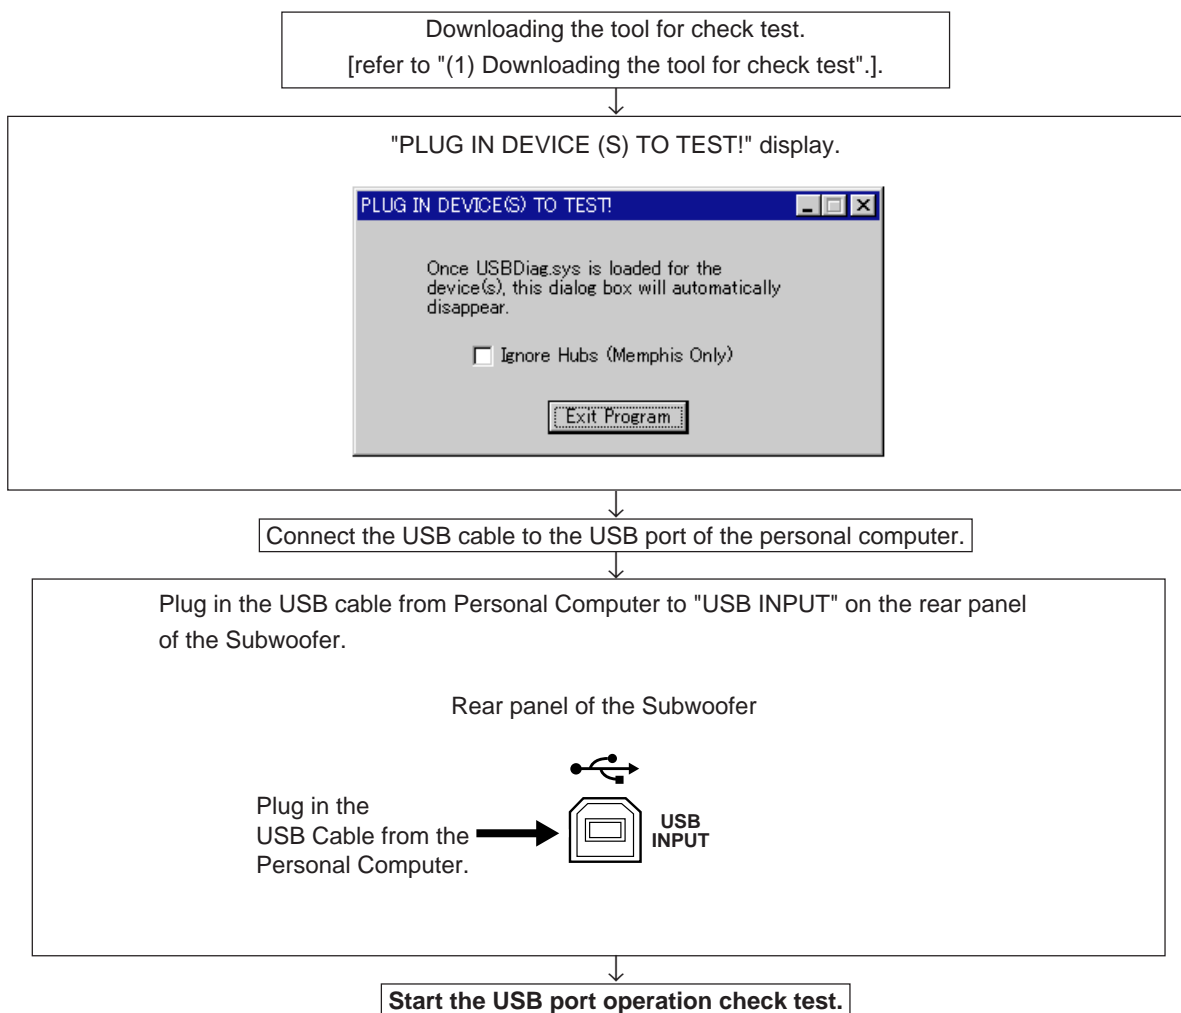 Downloading the tool for check test.
[refer to "(1) Downloading the tool for check test".].
"PLUG IN DEVICE (S) TO TEST!" display.
PLUG IN DEVICE(S) TO TEST!
Once USBDiag.sys is loaded for the
device(s), this dialog box will automatically
disappear.
Ignore Hubs (Memphis Only)
Exit Program
Connect the USB cable to the USB port of the personal computer.
Plug in the USB cable from Personal Computer to "USB INPUT" on the rear panel
of the Subwoofer.
Rear panel of the Subwoofer
Plug in the
USB Cable from the
Personal Computer.
USB
INPUT
Start the USB port operation check test.